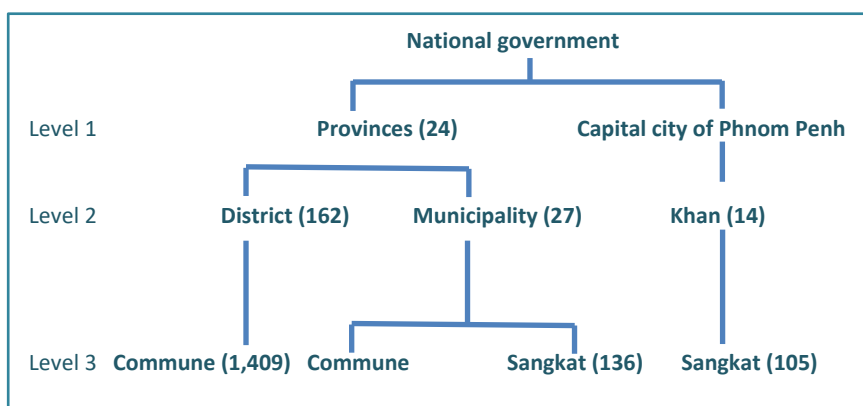 National government
Level 1 Provinces (24) Capital city of Phnom Penh
Level 2 District (162) Municipality (27) Khan (14)
Level 3 Commune (1,409) Commune Sangkat (136) Sangkat (105)